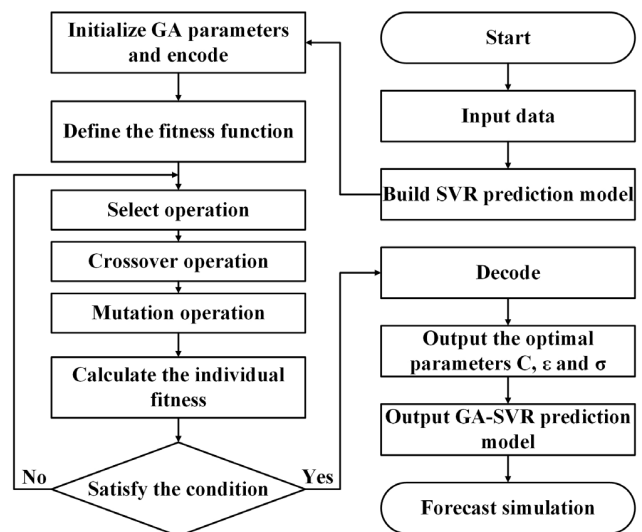 Start
Input data
Build SVR prediction model
Initialize GA parameters
and encode
Define the fitness function
Select operation
Crossover operation
Mutation operation
Calculate the individual
fitness
Satisfy the condition
No
Yes
Decode
Output the optimal
parameters C, ε and σ
Output GA-SVR prediction
model
Forecast simulation